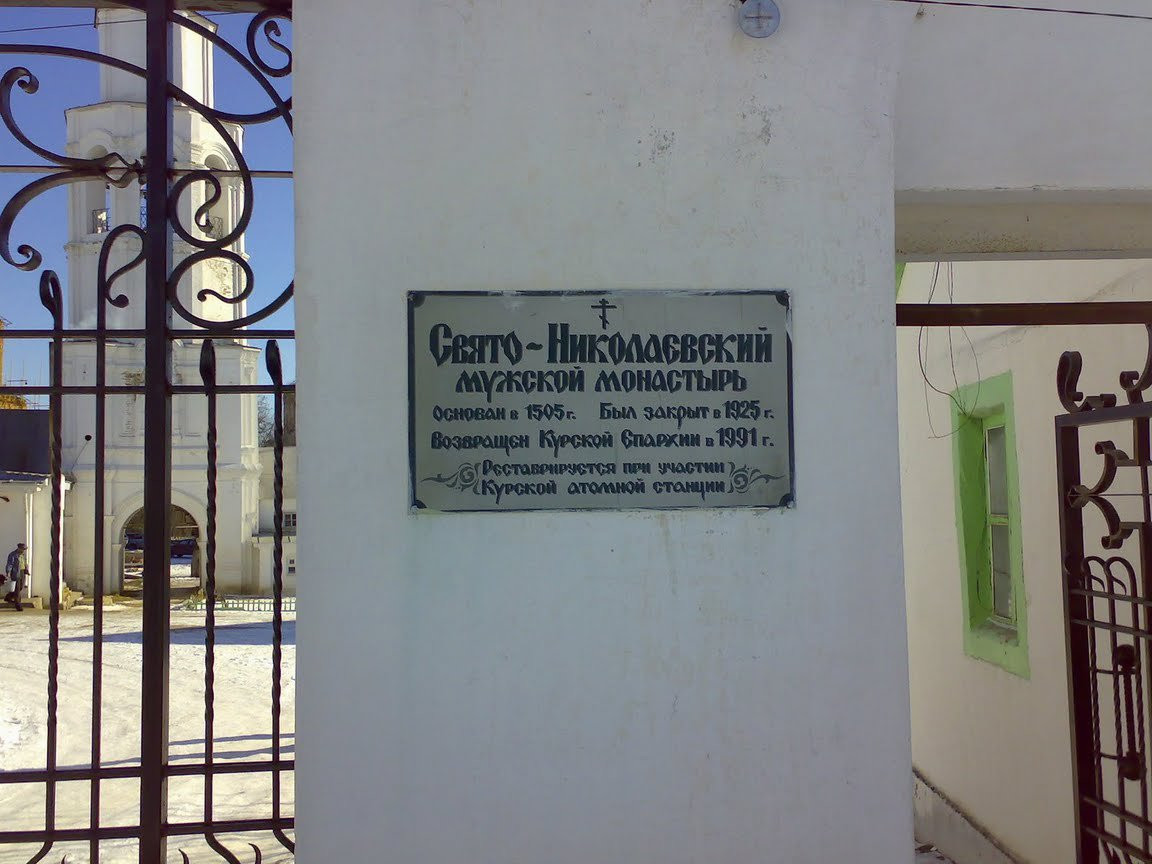 Свято-Николаевский
мужской монастырь
Основан в 1505 г. Был закрыт в 1925 г.
Возвращен Курской Епархии в 1991 г.
Реставрируется при участии
Курской атомной станции